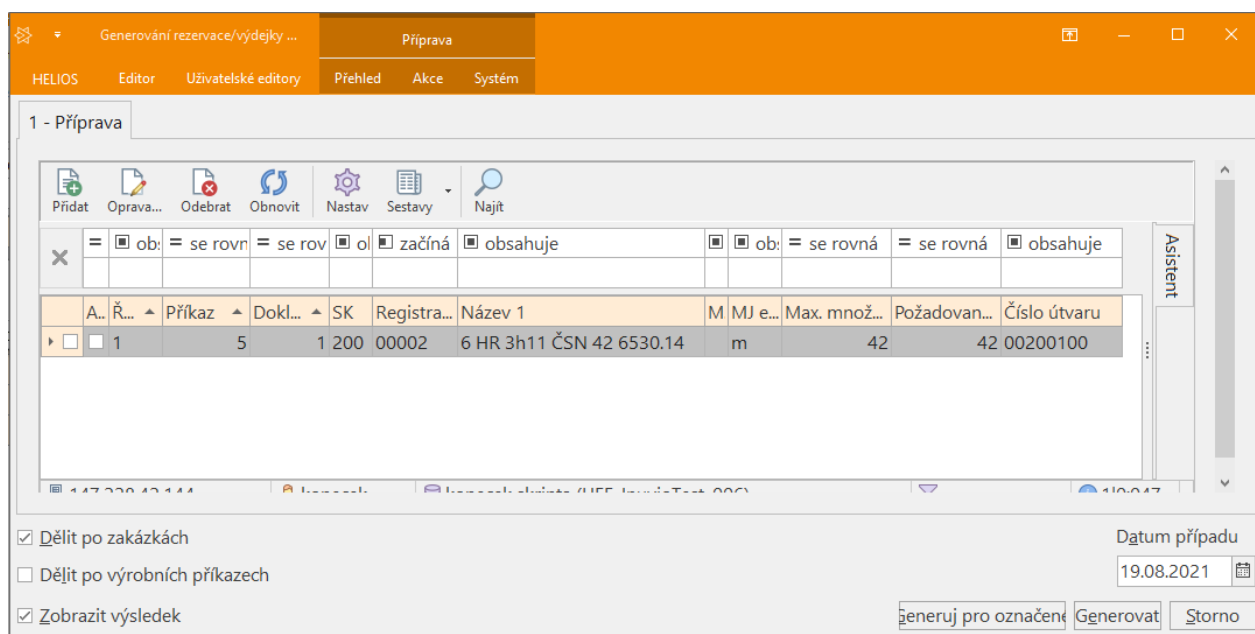 Generování rezervace/výdejky ... Příprava
HELIOS Editor Uživatelské editory Přehled Akce Systém
1 - Příprava
Přidat Oprava... Odebrat Obnovit Nastav Sestavy Najít
= ob: = se rovn = se rov ol začíná obsahuje ob: = se rovná = se rovná obsahuje
Asistent
A.. Ř... Příkaz Dokl... SK Registra... Název 1 M MJ e... Max. množ... Požadovan... Číslo útvaru
1 5 1 200 00002 6 HR 3h11 ČSN 42 6530.14 m 42 42 00200100
Dělit po zakázkách
Datum případu
Dělit po výrobních příkazech
19.08.2021
Zobrazit výsledek
Generuj pro označené Generovat Storno